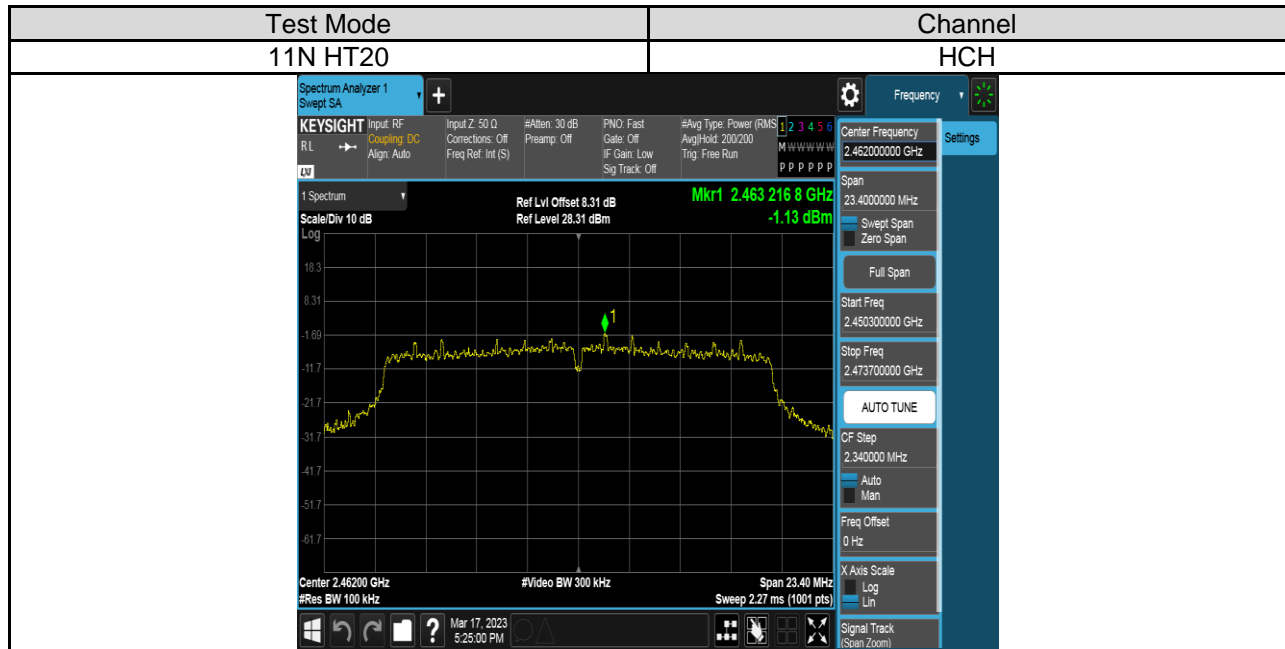 Test Mode Channel
11N HT20 HCH
Spectrum Analyzer 1
Swept SA
+
Frequency
KEYSIGHT
RL
LXI
Input: RF
Coupling: DC
Align: Auto
Input Z: 50 Ω
Corrections: Off
Freq Ref: Int (S)
#Atten: 30 dB
Preamp: Off
PNO: Fast
Gate: Off
IF Gain: Low
Sig Track: Off
#Avg Type: Power (RMS
Avg|Hold: 200/200
Trig: Free Run
1 2 3 4 5 6
M W W W W W
P P P P P P
1 Spectrum
Scale/Div 10 dB
Log
Ref Lvl Offset 8.31 dB
Ref Level 28.31 dBm
Mkr1 2.463 216 8 GHz
-1.13 dBm
18.3
8.31
-1.69
-11.7
-21.7
-31.7
-41.7
-51.7
-61.7
1
Center 2.46200 GHz
#Res BW 100 kHz
#Video BW 300 kHz
Span 23.40 MHz
Sweep 2.27 ms (1001 pts)
Center Frequency
2.462000000 GHz
Settings
Span
23.4000000 MHz
Swept Span
Zero Span
Full Span
Start Freq
2.450300000 GHz
Stop Freq
2.473700000 GHz
AUTO TUNE
CF Step
2.340000 MHz
Auto
Man
Freq Offset
0 Hz
X Axis Scale
Log
Lin
Signal Track
(Span Zoom)
?
Mar 17, 2023
5:25:00 PM